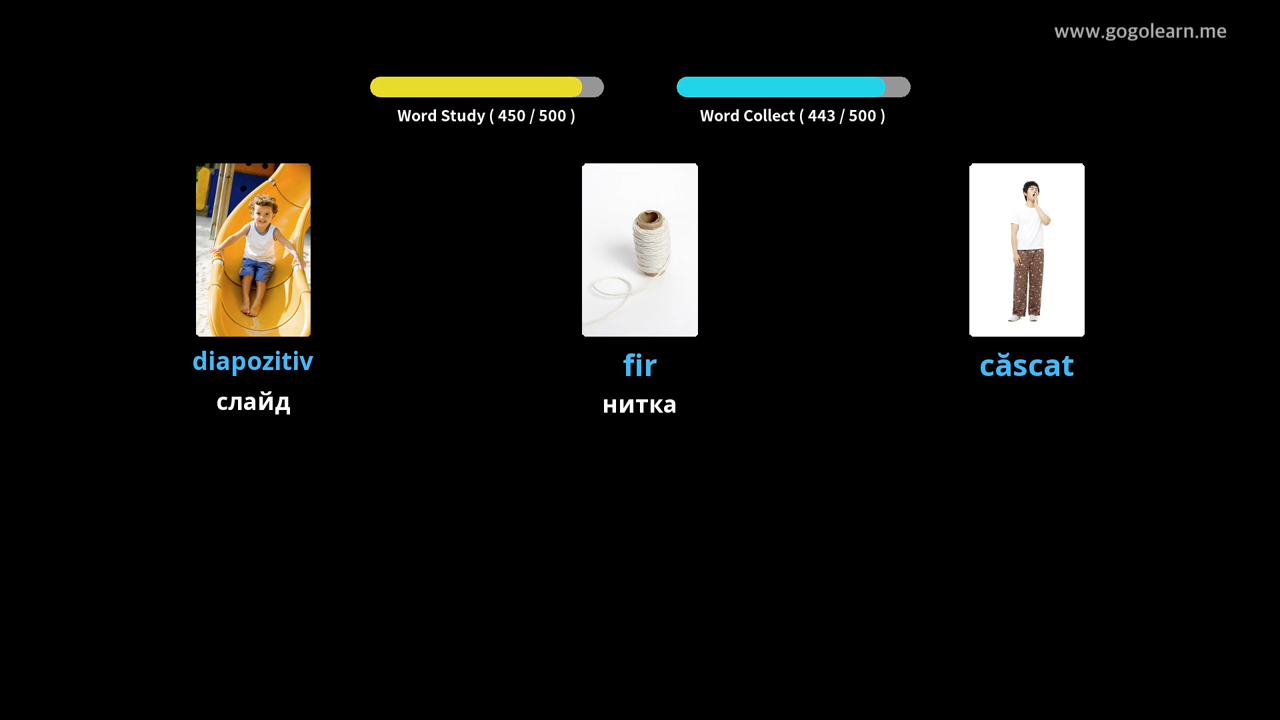 www.gogolearn.me
Word Study ( 450 / 500 )
Word Collect ( 443 / 500 )
diapozitiv
fir
căscat
слайд
нитка